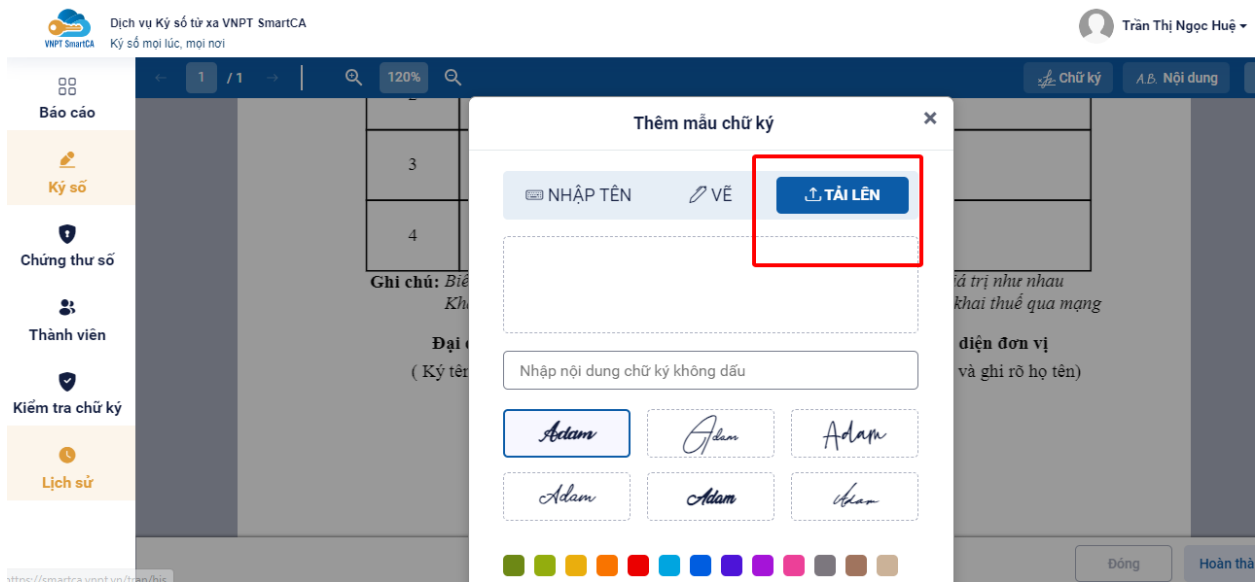 Dịch vụ Ký số từ xa VNPT SmartCA
VNPT SmartCA
Ký số mọi lúc, mọi nơi
Trần Thị Ngọc Huệ
1 / 1
120%
Chữ ký
A.B. Nội dung
Báo cáo
Ký số
Chứng thư số
Thành viên
Kiểm tra chữ ký
Lịch sử
3
4
Ghi chú:
giá trị như nhau
khai thuế qua mạng
Đại
diện đơn vị
( Ký tên
và ghi rõ họ tên)
Thêm mẫu chữ ký
NHẬP TÊN
VẼ
TẢI LÊN
Nhập nội dung chữ ký không dấu
Adam Adam Adam
Adam Adam Adam
Đóng
Hoàn thà